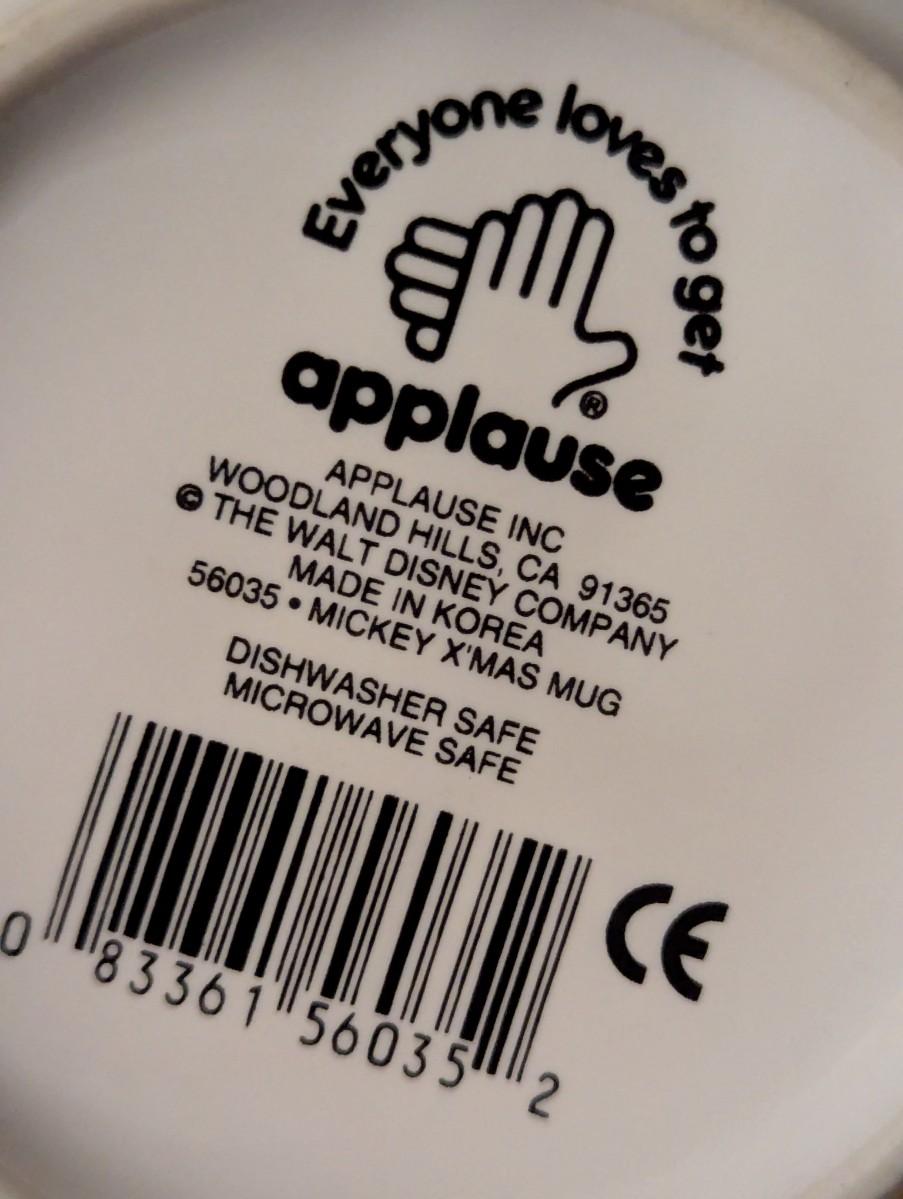 Everyone loves to get
applause®
APPLAUSE INC
WOODLAND HILLS, CA 91365
© THE WALT DISNEY COMPANY
MADE IN KOREA
56035 • MICKEY X'MAS MUG
DISHWASHER SAFE
MICROWAVE SAFE
CE
0 83361 56035 2